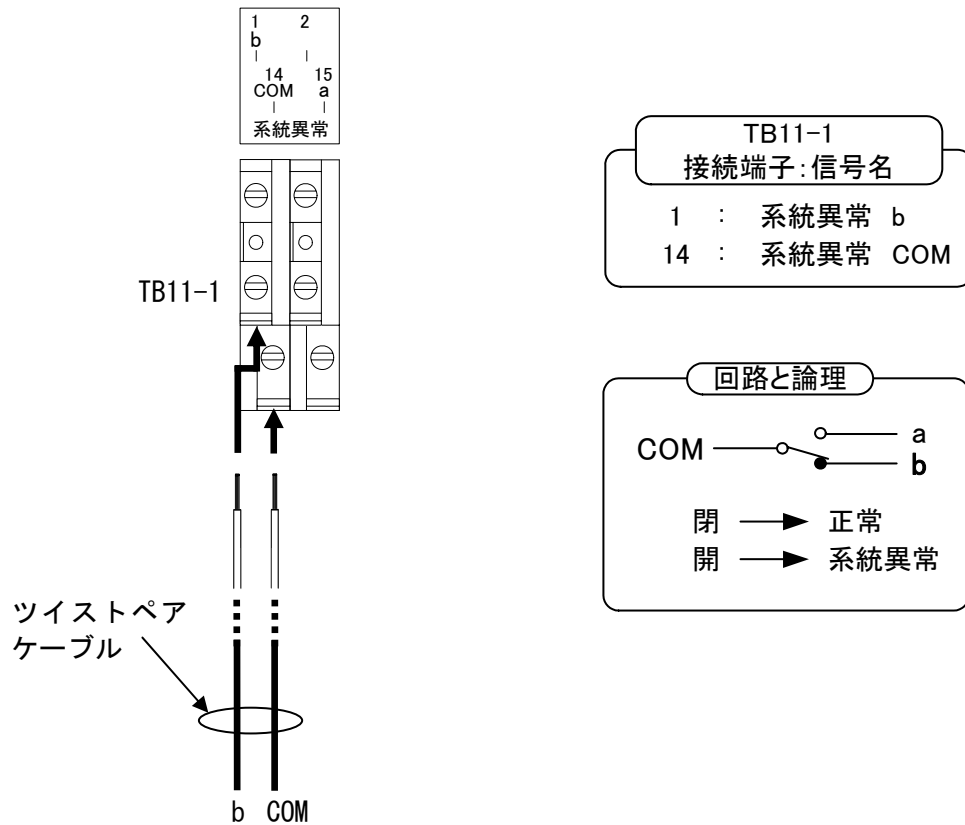 1 2
b
14 15
COM a
系統異常
TB11-1
ツイストペア
ケーブル
b COM
TB11-1
接続端子:信号名
1 : 系統異常 b
14 : 系統異常 COM
回路と論理
a
COM
b
閉 正常
開 系統異常